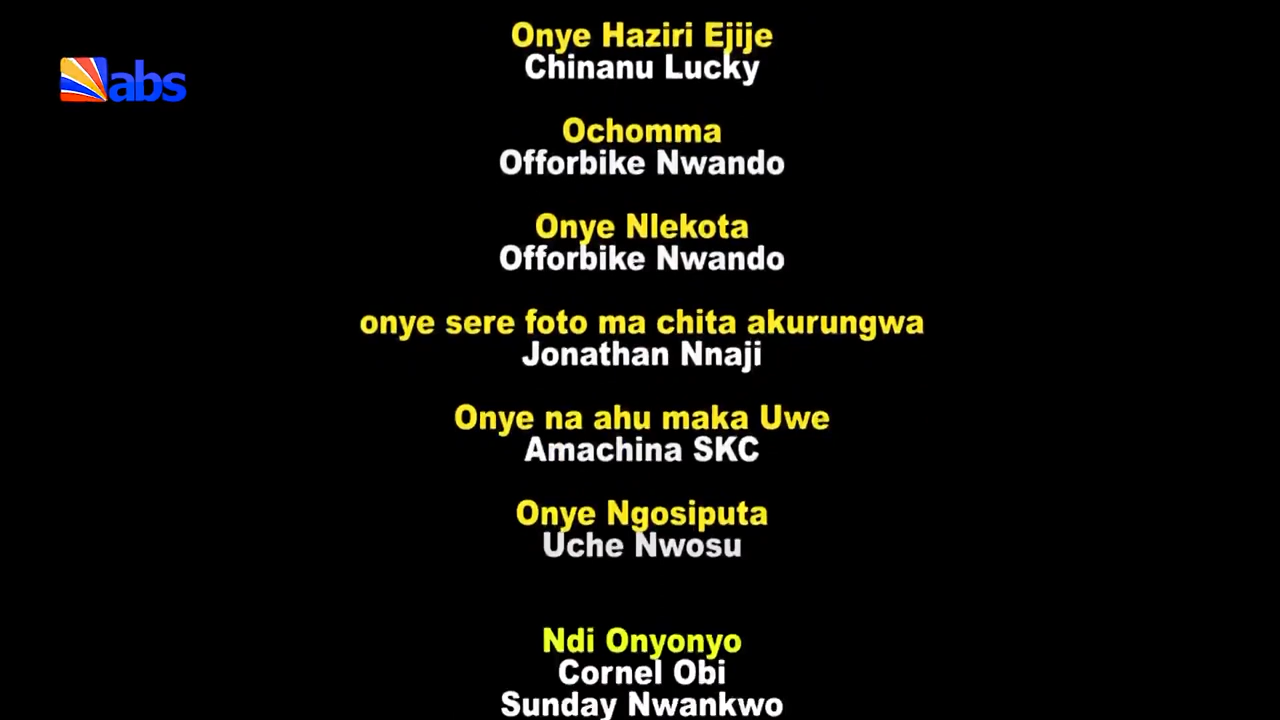 abs
Onye Haziri Ejije
Chinanu Lucky
Ochomma
Offorbike Nwando
Onye Nlekota
Offorbike Nwando
onye sere foto ma chita akurungwa
Jonathan Nnaji
Onye na ahu maka Uwe
Amachina SKC
Onye Ngosiputa
Uche Nwosu
Ndi Onyonyo
Cornel Obi
Sunday Nwankwo